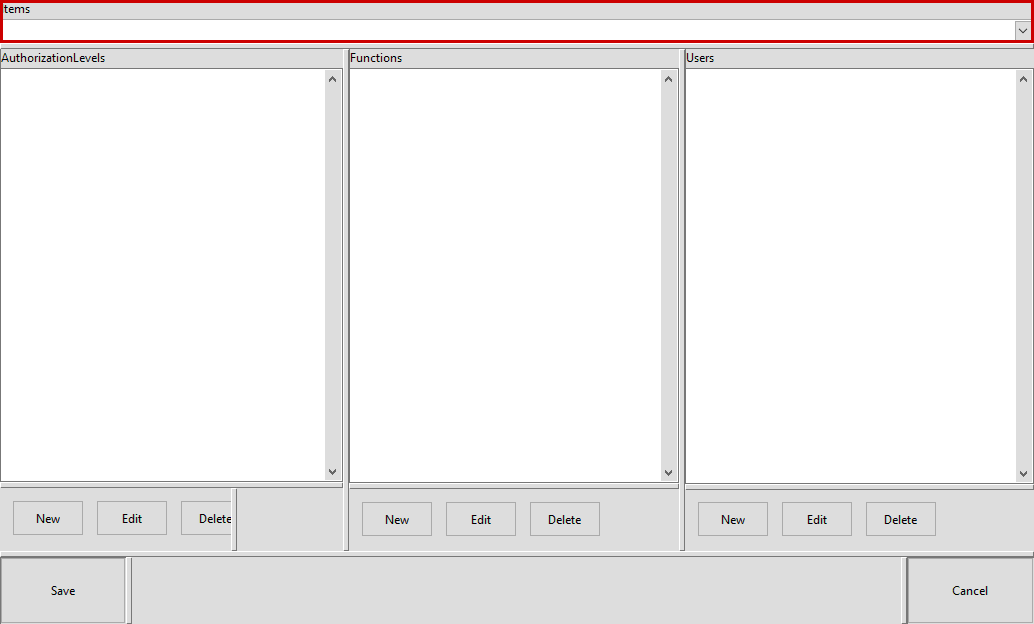 tems
AuthorizationLevels
Functions
Users
New
Edit
Delete
New
Edit
Delete
New
Edit
Delete
Save
Cancel